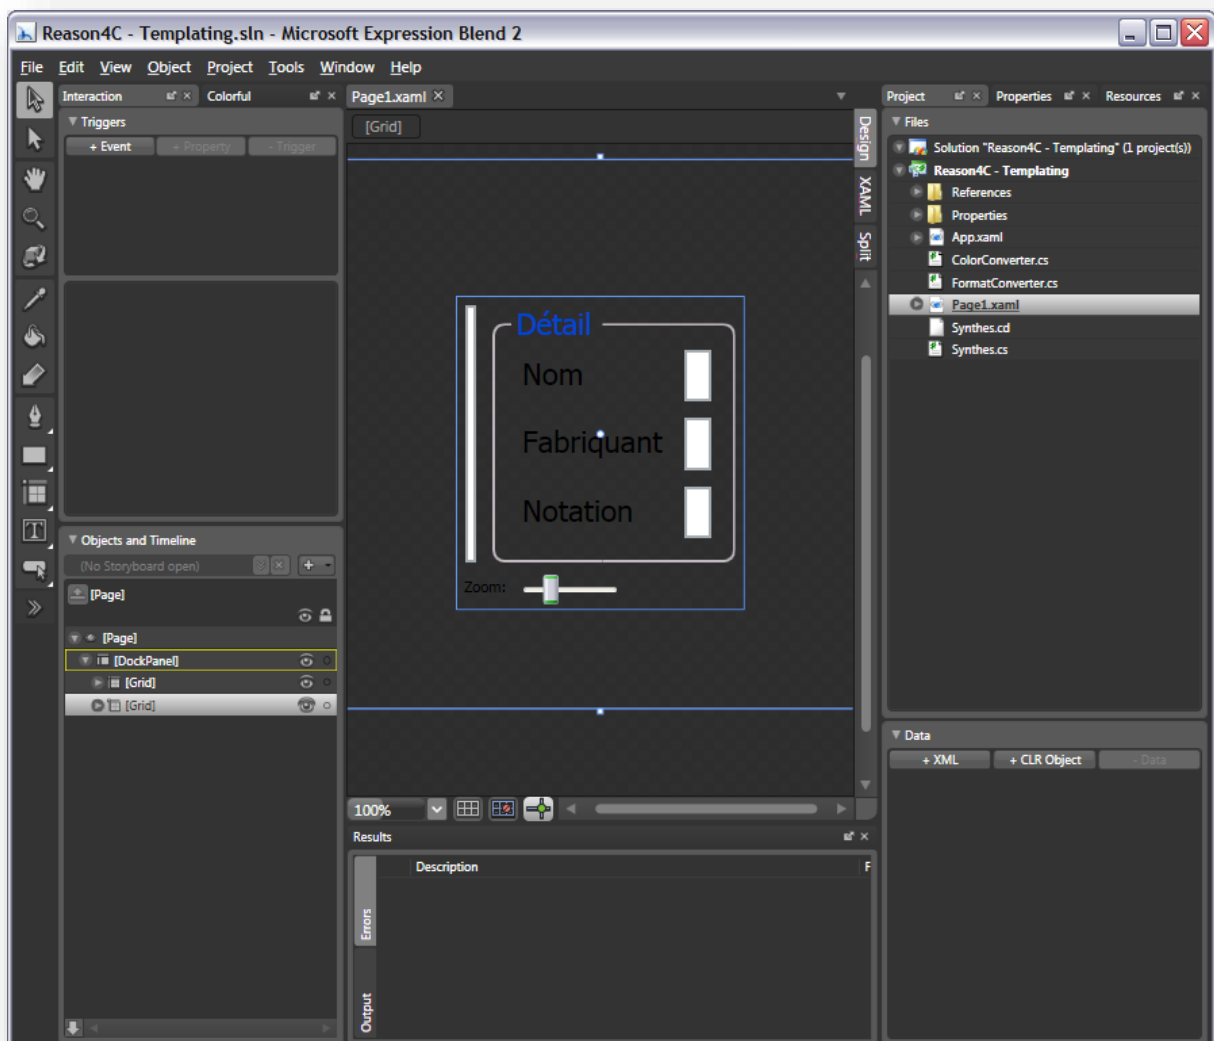 Reason4C - Templating.sln - Microsoft Expression Blend 2
File Edit View Object Project Tools Window Help
Interaction Colorful
Triggers
+ Event + Property - Trigger
Objects and Timeline
(No Storyboard open)
[Page]
[Page]
[DockPanel]
[Grid]
[Grid]
Page1.xaml
[Grid]
Design
XAML
Split
Détail
Nom
Fabriquant
Notation
Zoom:
100%
Results
Description F
Errors
Output
Project Properties Resources
Files
Solution "Reason4C - Templating" (1 project(s))
Reason4C - Templating
References
Properties
App.xaml
ColorConverter.cs
FormatConverter.cs
Page1.xaml
Synthes.cd
Synthes.cs
Data
+ XML + CLR Object - Data